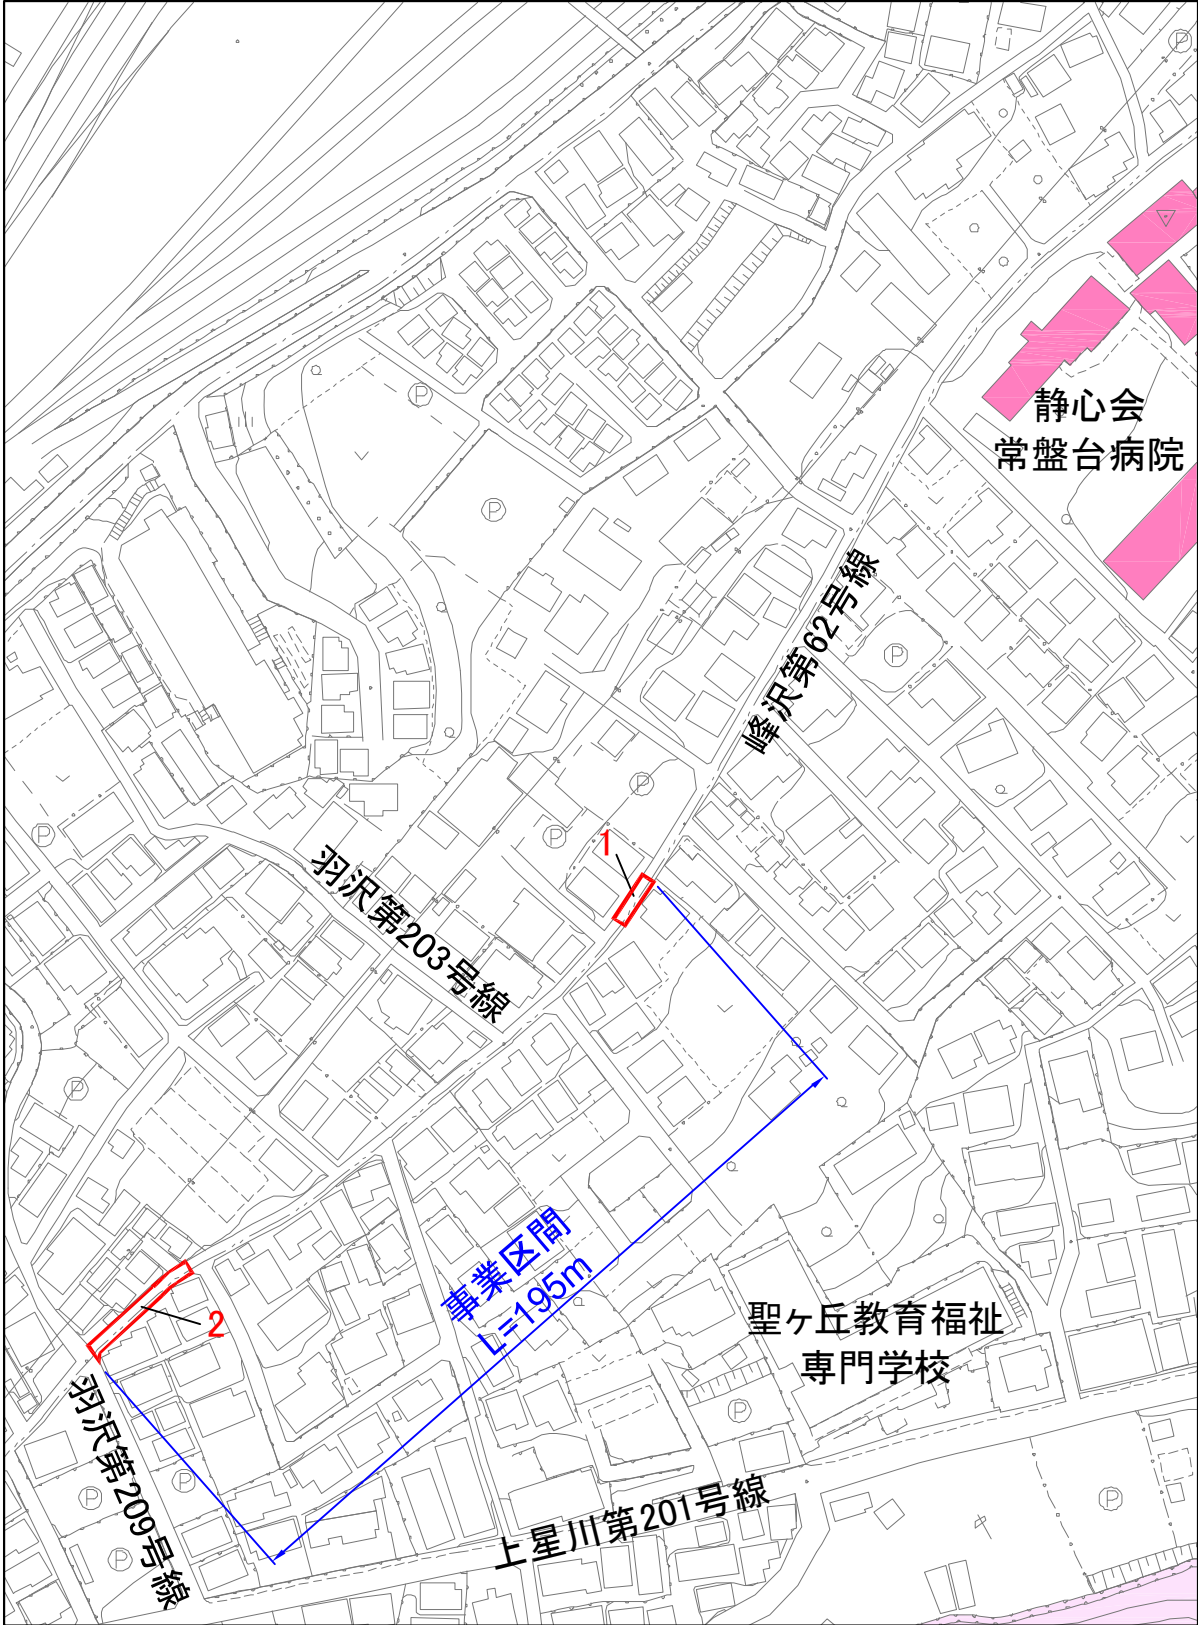 静心会
常盤台病院
峰沢第62号線
1
羽沢第203号線
事業区間
L=195m
2
聖ヶ丘教育福祉
専門学校
羽沢第209号線
上星川第201号線
P
P
P
P
P
P
P
P
P
P
P
P